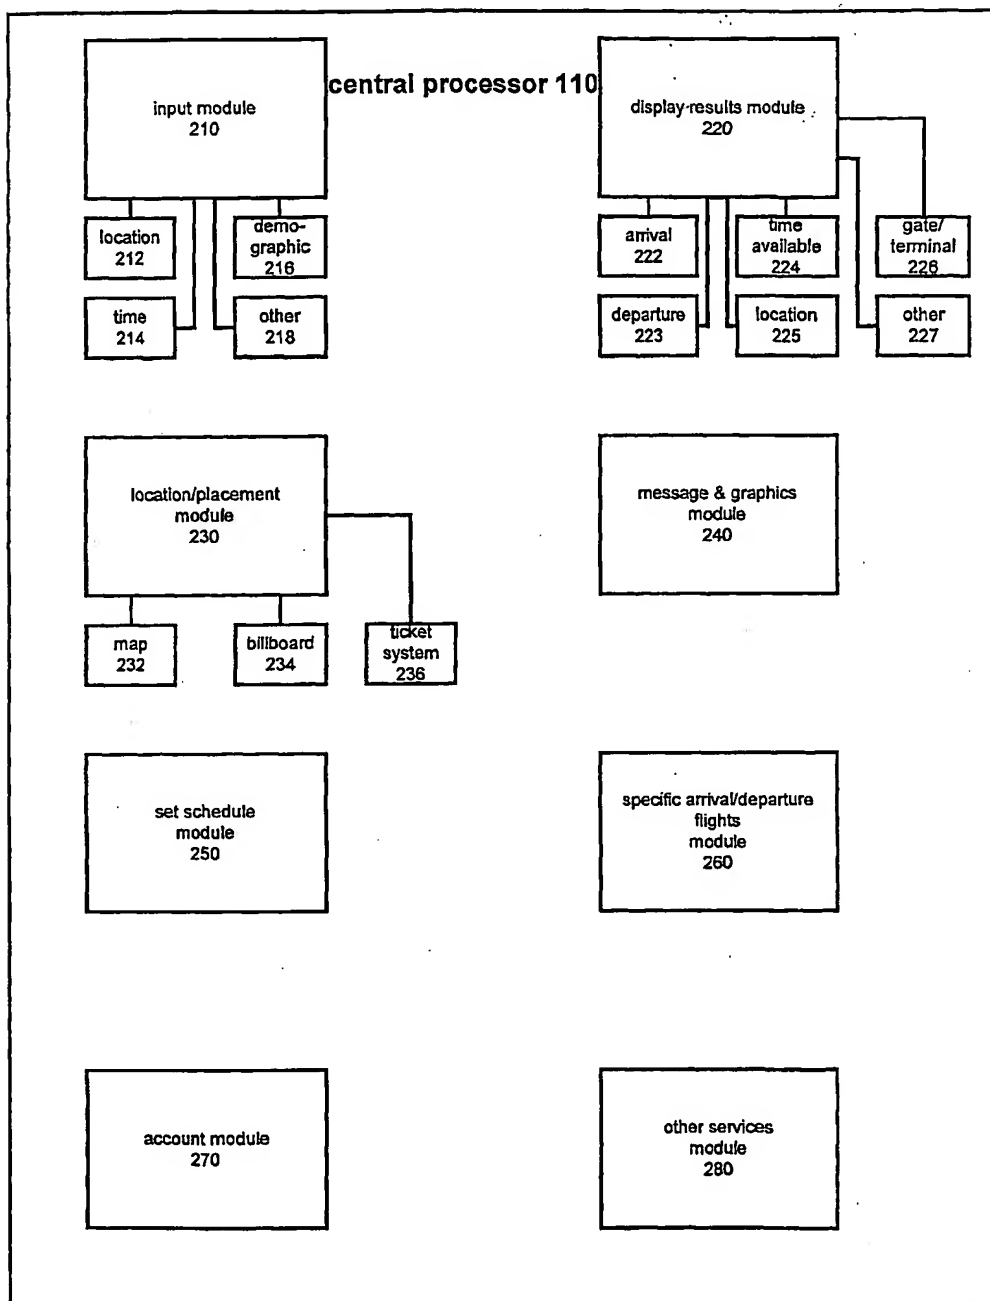 central processor 110
input module
210
location
212
demo-
graphic
216
time
214
other
218
display-results module
220
arrival
222
time
available
224
gate/
terminal
226
departure
223
location
225
other
227
location/placement
module
230
map
232
billboard
234
ticket
system
236
message & graphics
module
240
set schedule
module
250
specific arrival/departure
flights
module
260
account module
270
other services
module
280